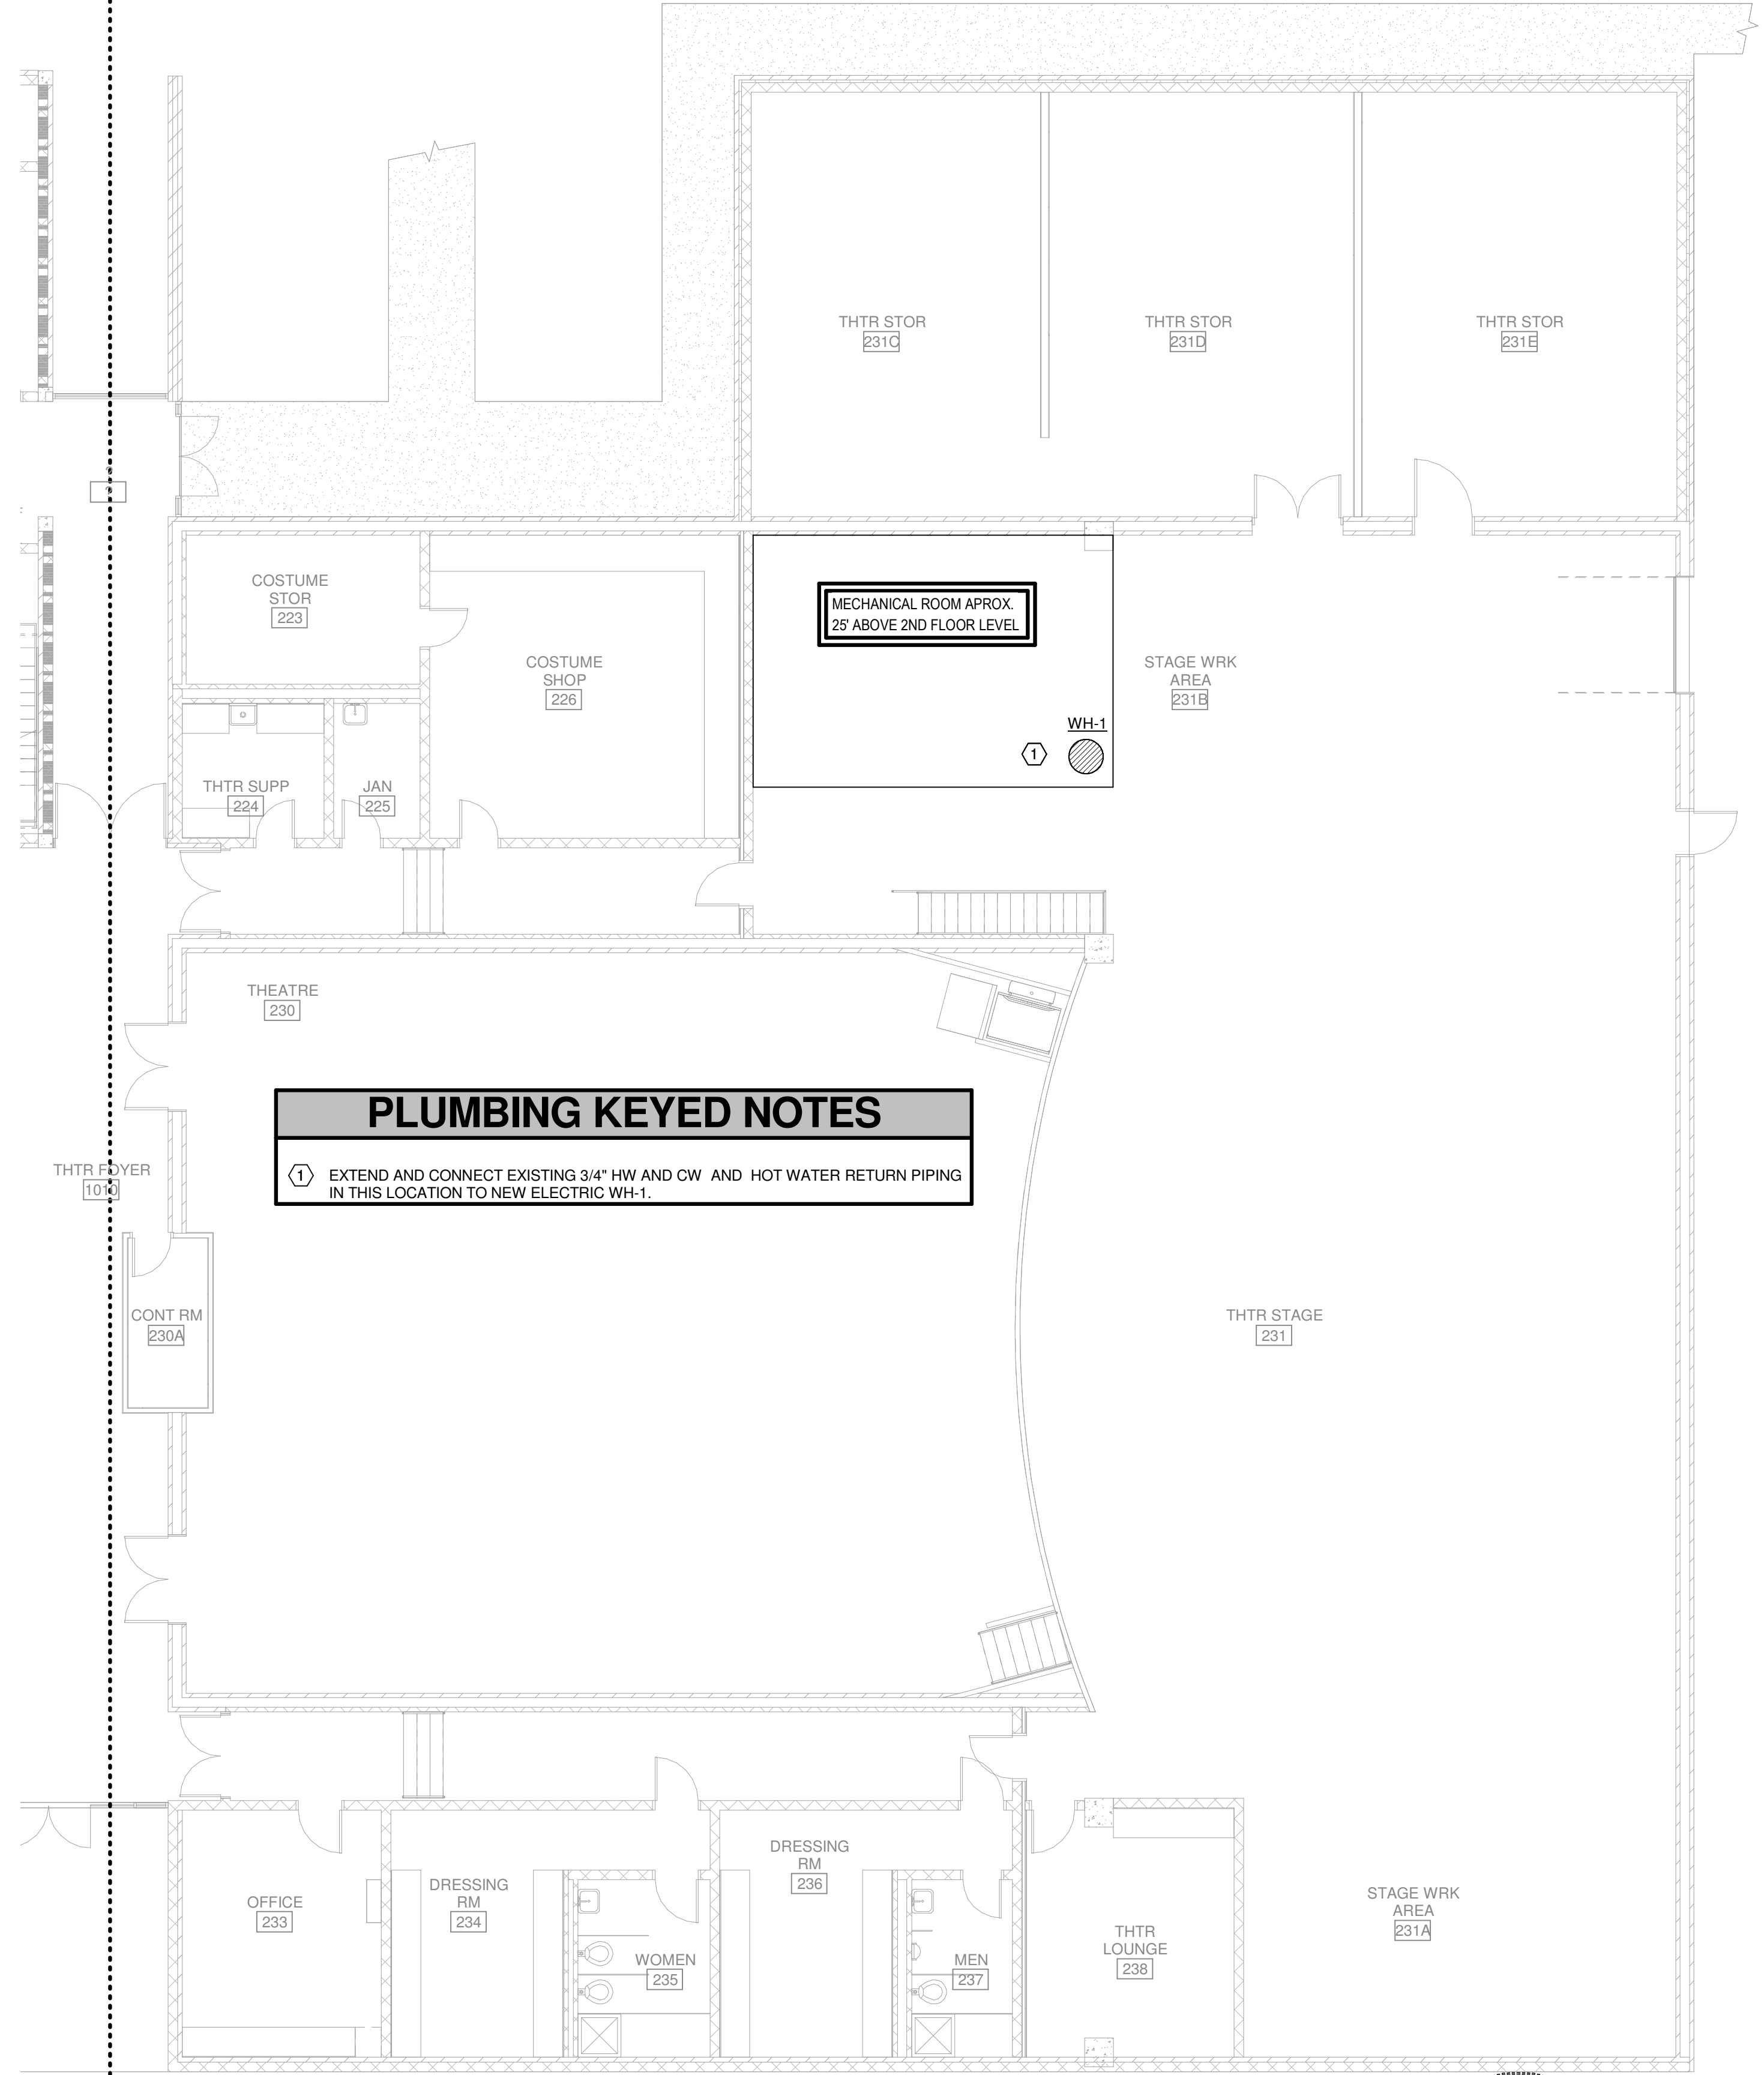 THTR STOR
231C
THTR STOR
231D
THTR STOR
231E
?
?
COSTUME
STOR
223
COSTUME
SHOP
226
MECHANICAL ROOM APROX.
25' ABOVE 2ND FLOOR LEVEL
STAGE WRK
AREA
231B
WH-1
1
THTR SUPP
224
JAN
225
THEATRE
230
PLUMBING KEYED NOTES
1 EXTEND AND CONNECT EXISTING 3/4" HW AND CW AND HOT WATER RETURN PIPING
IN THIS LOCATION TO NEW ELECTRIC WH-1.
THTR FOYER
1010
CONT RM
230A
THTR STAGE
231
OFFICE
233
DRESSING
RM
234
WOMEN
235
DRESSING
RM
236
MEN
237
THTR
LOUNGE
238
STAGE WRK
AREA
231A